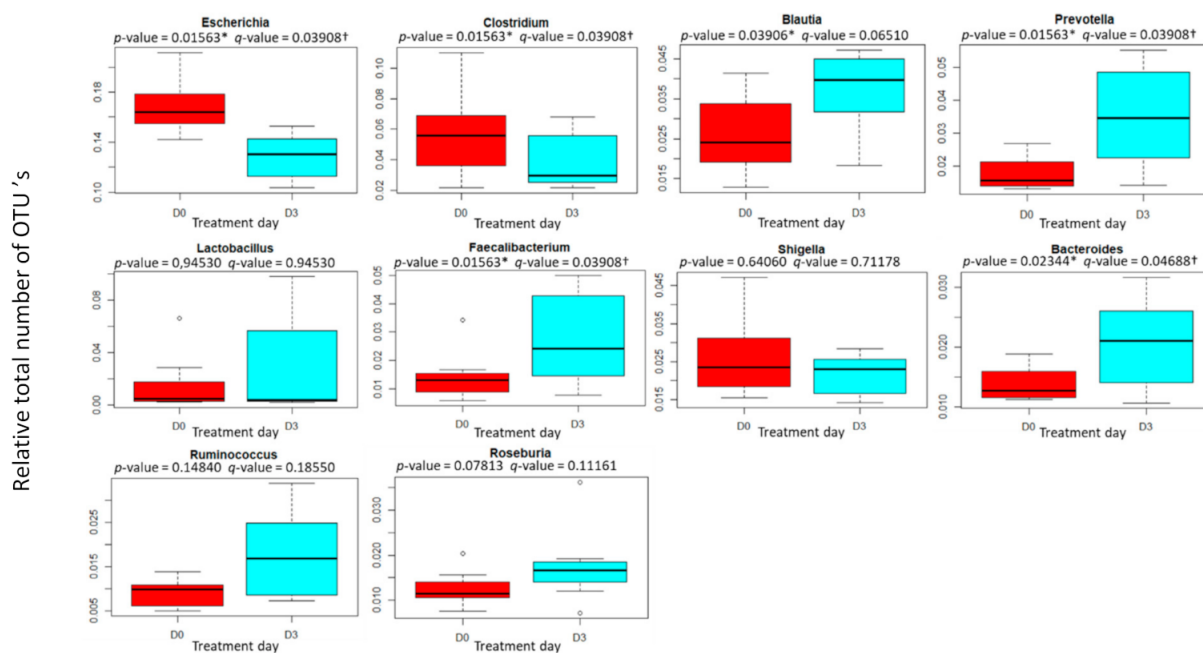 Relative total number of OTU 's
Escherichia
p-value = 0.01563* q-value = 0.03908†
0.18
0.14
0.10
D0 D3
Treatment day
Clostridium
p-value = 0.01563* q-value = 0.03908†
0.10
0.08
0.06
0.04
0.02
D0 D3
Treatment day
Blautia
p-value = 0.03906* q-value = 0.06510
0.045
0.035
0.025
0.015
D0 D3
Treatment day
Prevotella
p-value = 0.01563* q-value = 0.03908†
0.05
0.04
0.03
0.02
D0 D3
Treatment day
Lactobacillus
p-value = 0,94530 q-value = 0.94530
0.08
0.04
0.00
D0 D3
Treatment day
Faecalibacterium
p-value = 0.01563* q-value = 0.03908†
0.05
0.04
0.03
0.02
0.01
D0 D3
Treatment day
Shigella
p-value = 0.64060 q-value = 0.71178
0.045
0.035
0.025
0.015
D0 D3
Treatment day
Bacteroides
p-value = 0.02344* q-value = 0.04688†
0.030
0.020
0.010
D0 D3
Treatment day
Ruminococcus
p-value = 0.14840 q-value = 0.18550
0.025
0.015
0.005
D0 D3
Treatment day
Roseburia
p-value = 0.07813 q-value = 0.11161
0.030
0.020
0.010
D0 D3
Treatment day